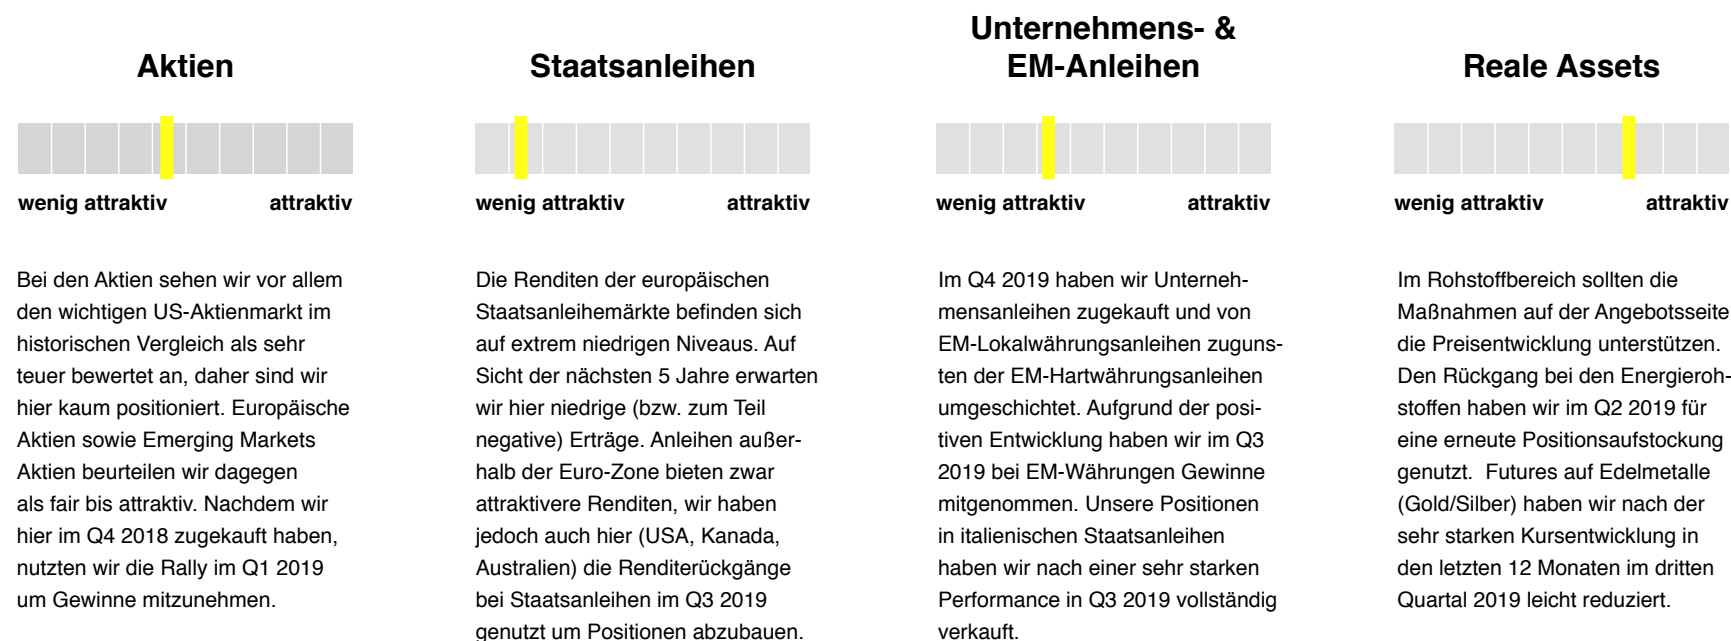 Aktien
wenig attraktiv attraktiv
Bei den Aktien sehen wir vor allem
den wichtigen US-Aktienmarkt im
historischen Vergleich als sehr
teuer bewertet an, daher sind wir
hier kaum positioniert. Europäische
Aktien sowie Emerging Markets
Aktien beurteilen wir dagegen
als fair bis attraktiv. Nachdem wir
hier im Q4 2018 zugekauft haben,
nutzten wir die Rally im Q1 2019
um Gewinne mitzunehmen.
Staatsanleihen
wenig attraktiv attraktiv
Die Renditen der europäischen
Staatsanleihemärkte befinden sich
auf extrem niedrigen Niveaus. Auf
Sicht der nächsten 5 Jahre erwarten
wir hier niedrige (bzw. zum Teil
negative) Erträge. Anleihen außer-
halb der Euro-Zone bieten zwar
attraktivere Renditen, wir haben
jedoch auch hier (USA, Kanada,
Australien) die Renditerückgänge
bei Staatsanleihen im Q3 2019
genutzt um Positionen abzubauen.
Unternehmens- &
EM-Anleihen
wenig attraktiv attraktiv
Im Q4 2019 haben wir Unterneh-
mensanleihen zugekauft und von
EM-Lokalwährungsanleihen zuguns-
ten der EM-Hartwährungsanleihen
umgeschichtet. Aufgrund der posi-
tiven Entwicklung haben wir im Q3
2019 bei EM-Währungen Gewinne
mitgenommen. Unsere Positionen
in italienischen Staatsanleihen
haben wir nach einer sehr starken
Performance in Q3 2019 vollständig
verkauft.
Reale Assets
wenig attraktiv attraktiv
Im Rohstoffbereich sollten die
Maßnahmen auf der Angebotsseite
die Preisentwicklung unterstützen.
Den Rückgang bei den Energieroh-
stoffen haben wir im Q2 2019 für
eine erneute Positionsaufstockung
genutzt. Futures auf Edelmetalle
(Gold/Silber) haben wir nach der
sehr starken Kursentwicklung in
den letzten 12 Monaten im dritten
Quartal 2019 leicht reduziert.